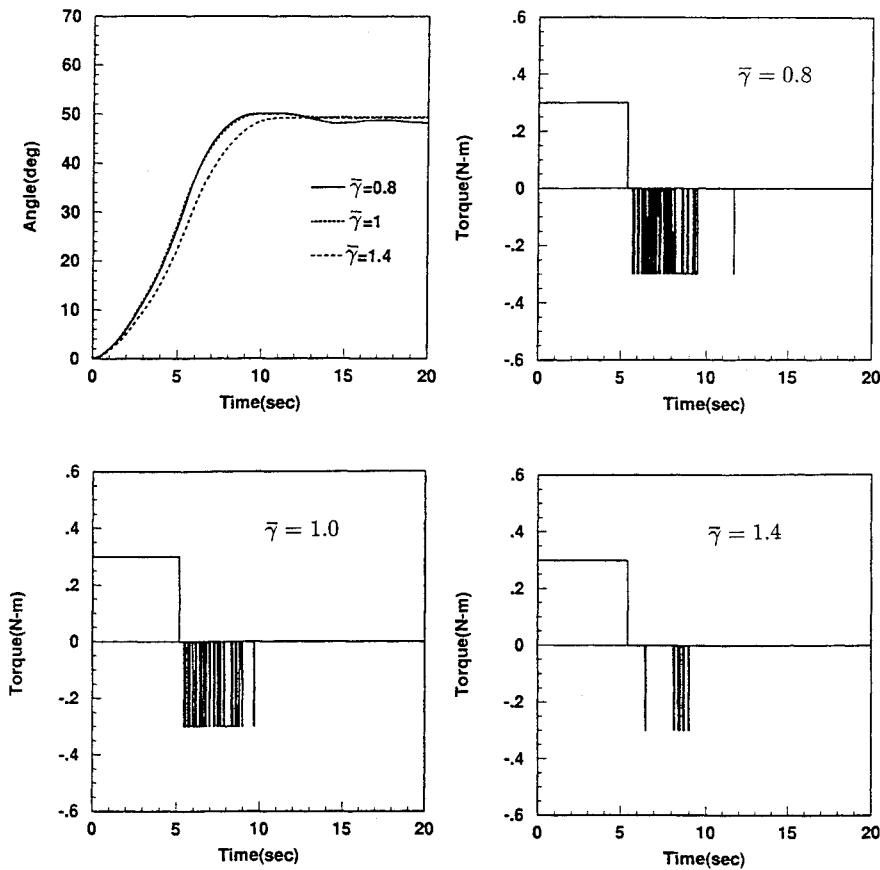 70
60
50
40
30
20
10
0
Angle(deg)
γ̄=0.8
γ̄=1
γ̄=1.4
0 5 10 15 20
Time(sec)
.6
.4
.2
0
-.2
-.4
-.6
Torque(N-m)
γ̄ = 0.8
0 5 10 15 20
Time(sec)
.6
.4
.2
0
-.2
-.4
-.6
Torque(N-m)
γ̄ = 1.0
0 5 10 15 20
Time(sec)
.6
.4
.2
0
-.2
-.4
-.6
Torque(N-m)
γ̄ = 1.4
0 5 10 15 20
Time(sec)